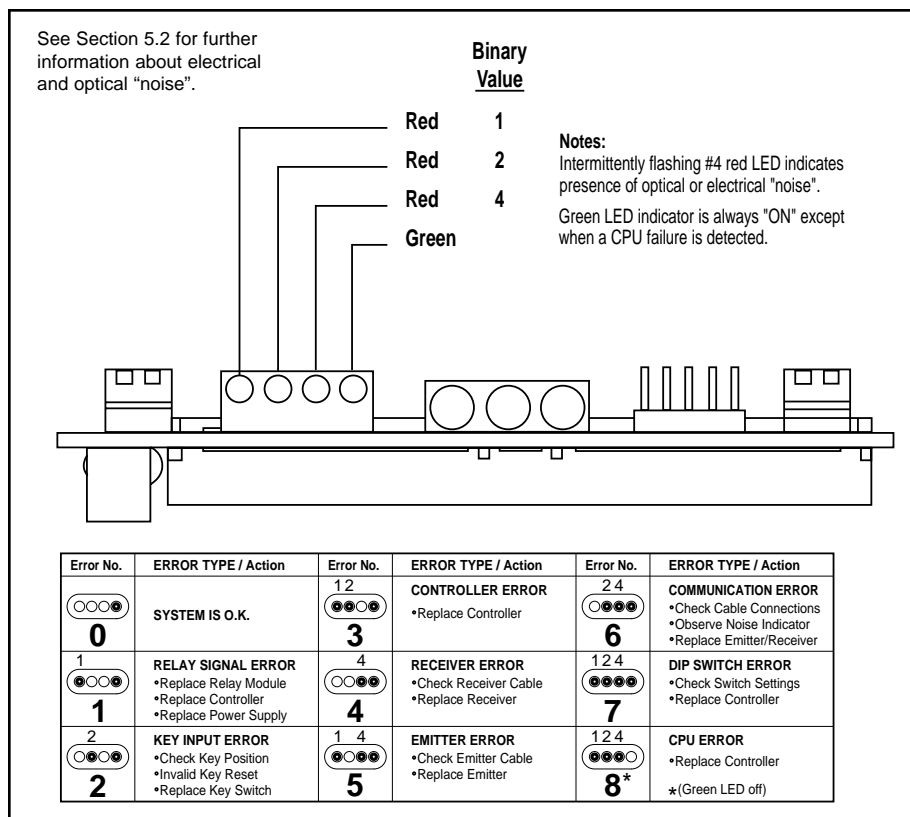 See Section 5.2 for further
information about electrical
and optical “noise”.
Binary
Value
Red 1
Red 2
Red 4
Green
Notes:
Intermittently flashing #4 red LED indicates
presence of optical or electrical "noise".
Green LED indicator is always "ON" except
when a CPU failure is detected.
Error No. ERROR TYPE / Action Error No. ERROR TYPE / Action Error No. ERROR TYPE / Action
0
SYSTEM IS O.K.
1 2
3
CONTROLLER ERROR
•Replace Controller
2 4
6
COMMUNICATION ERROR
•Check Cable Connections
•Observe Noise Indicator
•Replace Emitter/Receiver
1
1
RELAY SIGNAL ERROR
•Replace Relay Module
•Replace Controller
•Replace Power Supply
4
4
RECEIVER ERROR
•Check Receiver Cable
•Replace Receiver
1 2 4
7
DIP SWITCH ERROR
•Check Switch Settings
•Replace Controller
2
2
KEY INPUT ERROR
•Check Key Position
•Invalid Key Reset
•Replace Key Switch
1 4
5
EMITTER ERROR
•Check Emitter Cable
•Replace Emitter
1 2 4
8*
CPU ERROR
•Replace Controller
*(Green LED off)